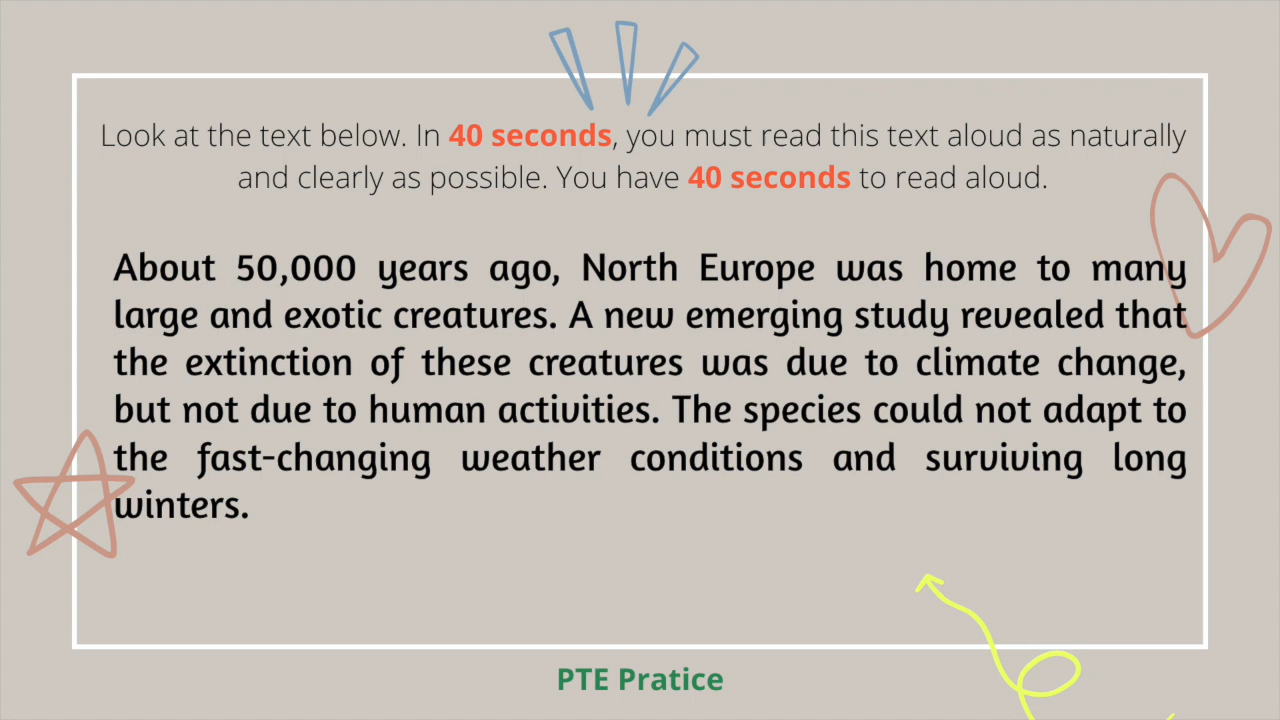 Look at the text below. In 40 seconds, you must read this text aloud as naturally
and clearly as possible. You have 40 seconds to read aloud.
About 50,000 years ago, North Europe was home to many
large and exotic creatures. A new emerging study revealed that
the extinction of these creatures was due to climate change,
but not due to human activities. The species could not adapt to
the fast-changing weather conditions and surviving long
winters.
PTE Pratice